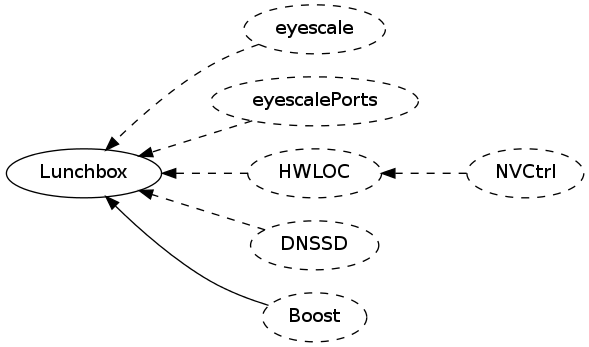 eyescale
eyescalePorts
Lunchbox
HWLOC
NVCtrl
DNSSD
Boost